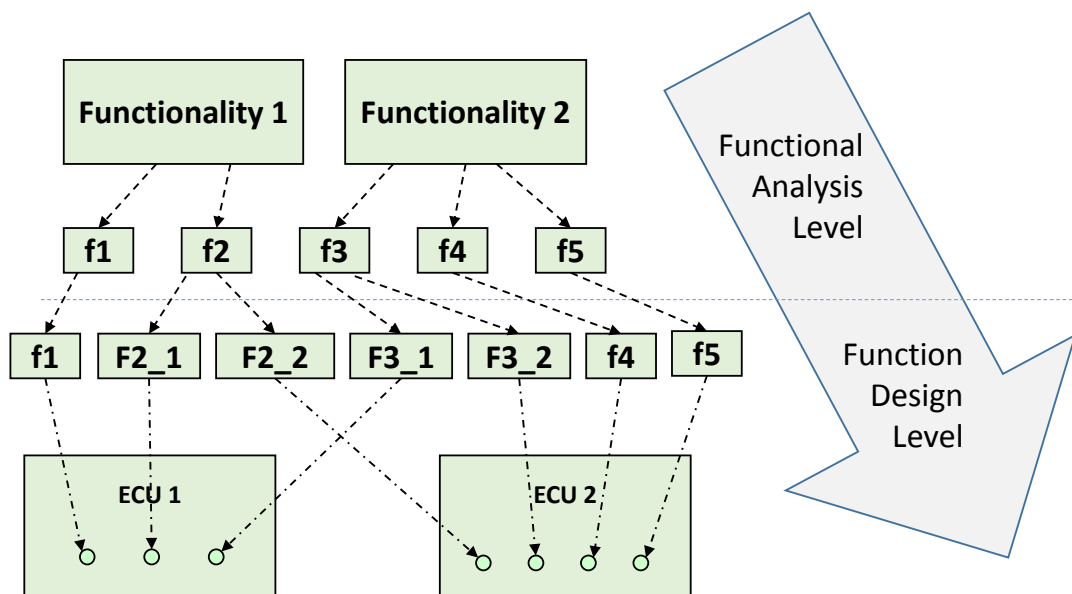 Functionality 1
Functionality 2
Functional
Analysis
Level
f1
f2
f3
f4
f5
f1
F2_1
F2_2
F3_1
F3_2
f4
f5
Function
Design
Level
ECU 1
ECU 2